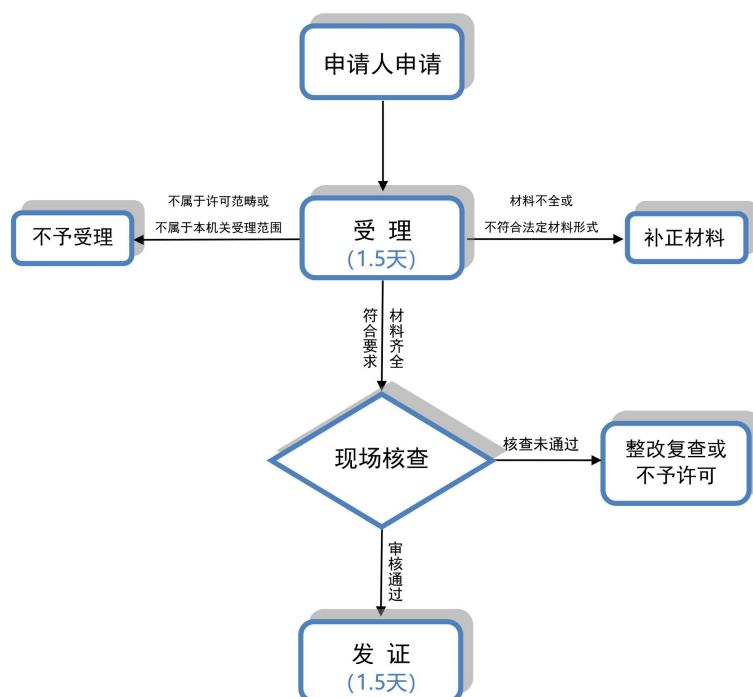 申请人申请
不属于许可范畴或
不属于本机关受理范围
不予受理
受 理
(1.5天)
材料不全或
不符合法定材料形式
补正材料
材料齐全
符合要求
现场核查
核查未通过
整改复查或
不予许可
审核通过
发 证
(1.5天)